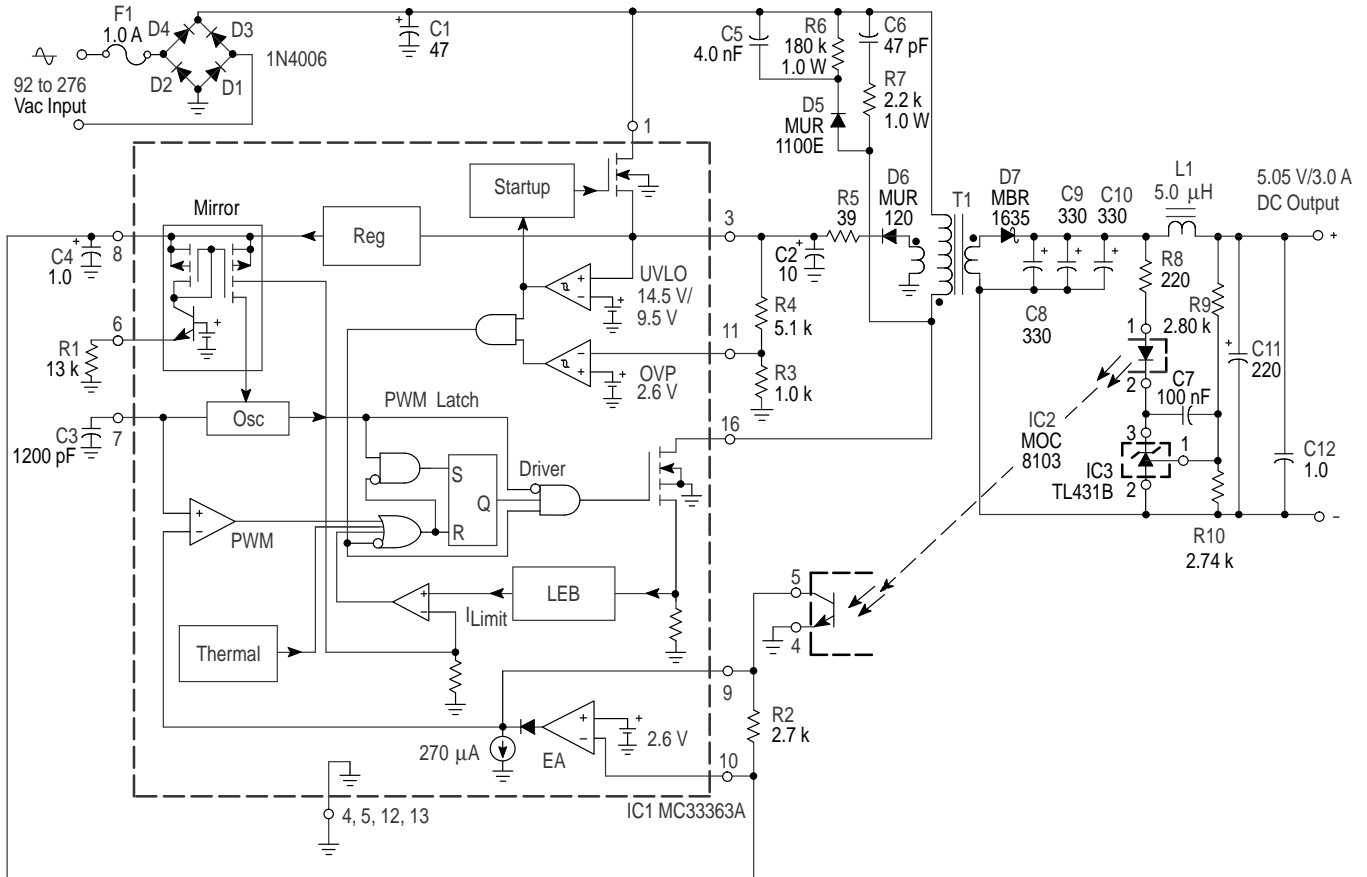 F1
1.0 A
D4
D3
D2
D1
1N4006
92 to 276
Vac Input
+
C1
47
C5
4.0 nF
R6
180 k
1.0 W
C6
47 pF
R7
2.2 k
1.0 W
D5
MUR
1100E
1
Startup
Mirror
Reg
8
+
C4
1.0
6
R1
13 k
+
3
UVLO
14.5 V/
9.5 V
+
–
+
R5
39
D6
MUR
120
T1
D7
MBR
1635
C9
330
C10
330
L1
5.0 µH
5.05 V/3.0 A
DC Output
+
+
C2
10
R4
5.1 k
+
+
+
C8
330
R8
220
R9
2.80 k
11
–
+
OVP
2.6 V
+
R3
1.0 k
1
2
C7
100 nF
+
C11
220
Osc
PWM Latch
C3
1200 pF
7
16
IC2
MOC
8103
3
1
IC3
TL431B
2
C12
1.0
–
R10
2.74 k
Driver
S
Q
R
+
–
PWM
+
–
ILimit
LEB
Thermal
5
4
9
R2
2.7 k
270 µA
+
–
EA
+
2.6 V
10
4, 5, 12, 13
IC1 MC33363A